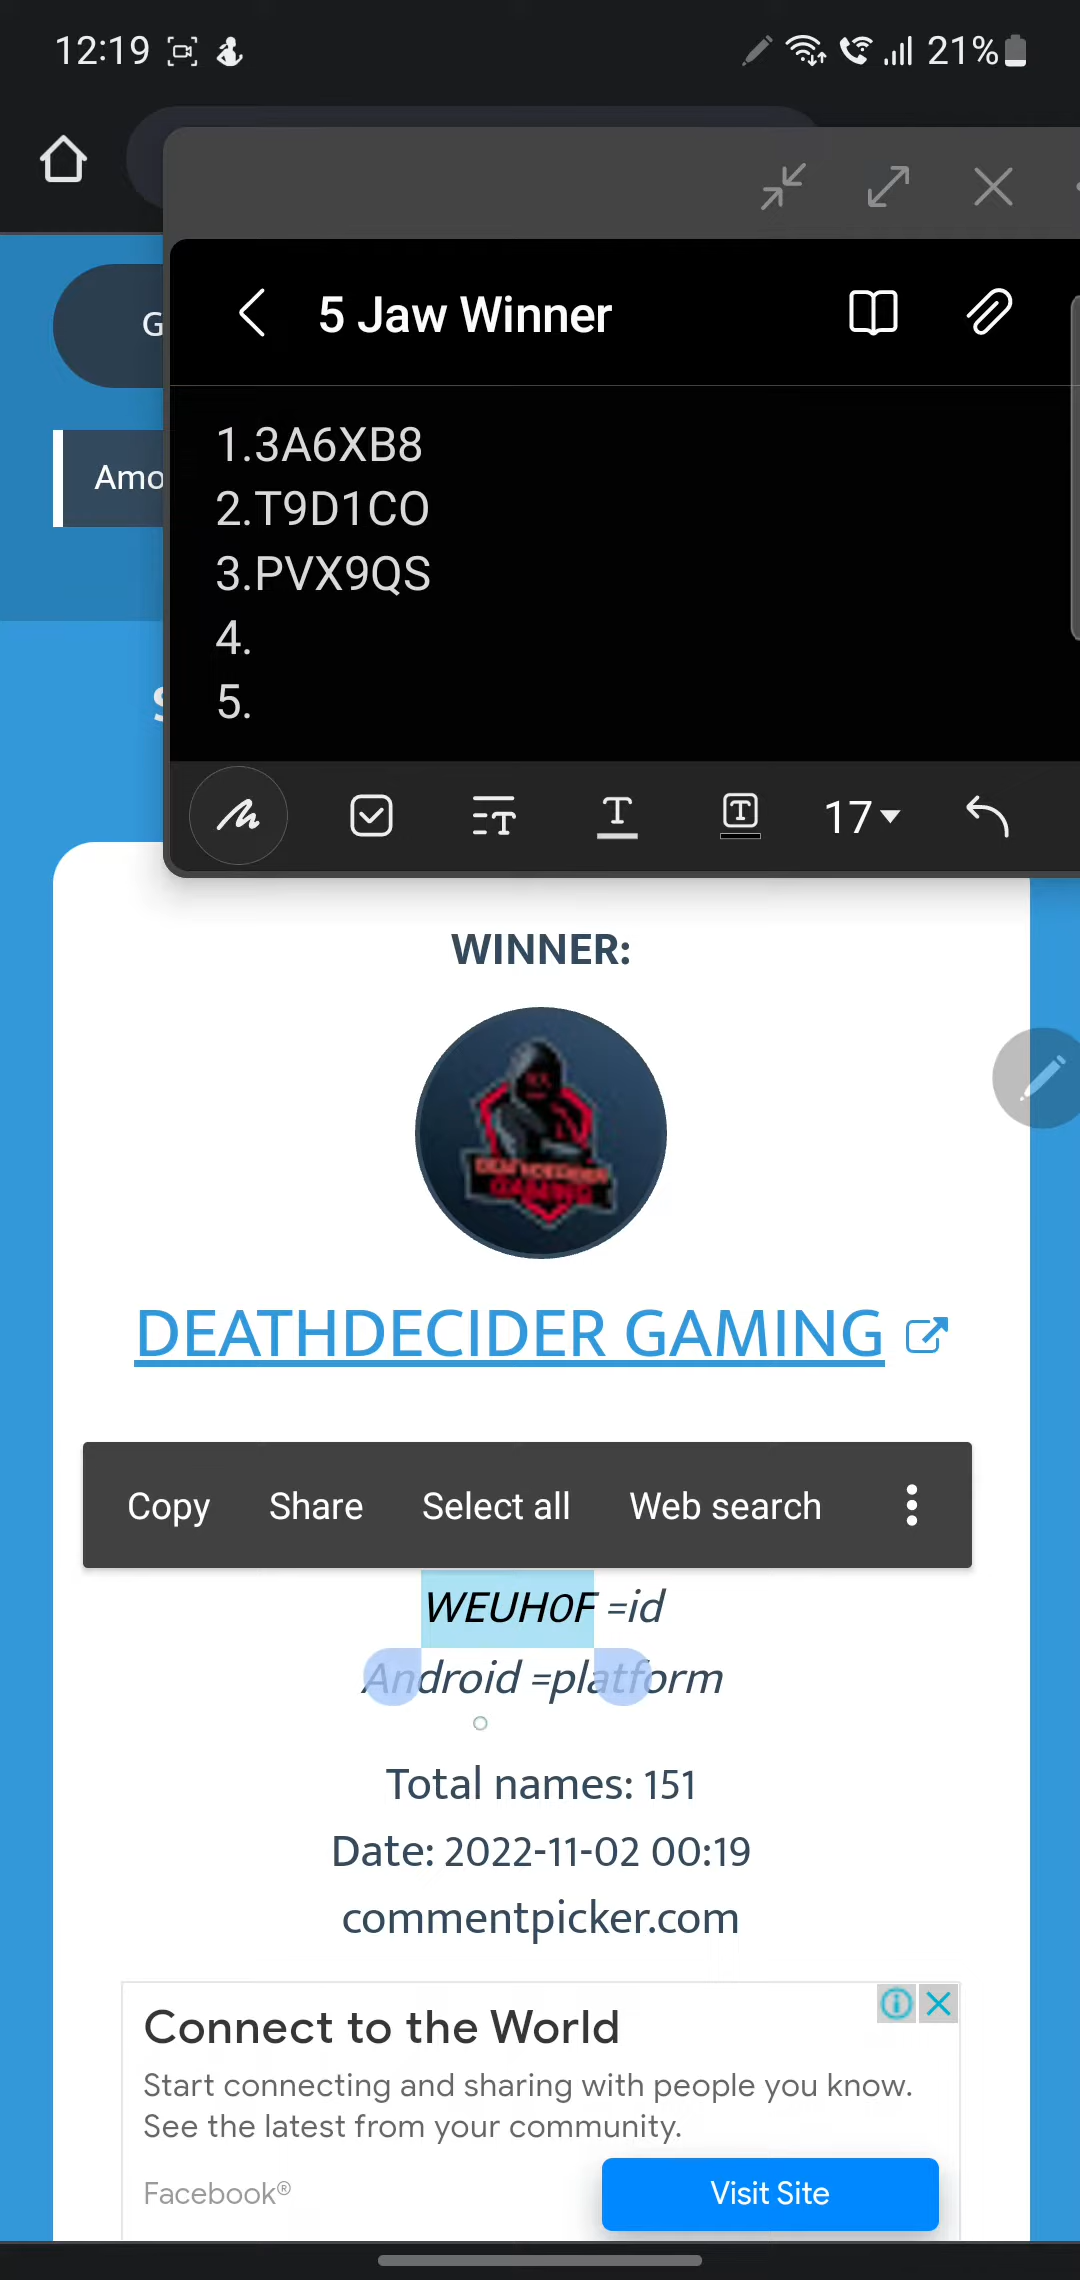 12:19
21%
5 Jaw Winner
G
1.3A6XB8
Amo
2.T9D1CO
3.PVX9QS
4.
5.
S
17
WINNER:
DEATHDECIDER
GAMING
DEATHDECIDER GAMING
Copy Share Select all Web search
WEUH0F =id
Android =platform
Total names: 151
Date: 2022-11-02 00:19
commentpicker.com
Connect to the World
Start connecting and sharing with people you know.
See the latest from your community.
Facebook®
Visit Site